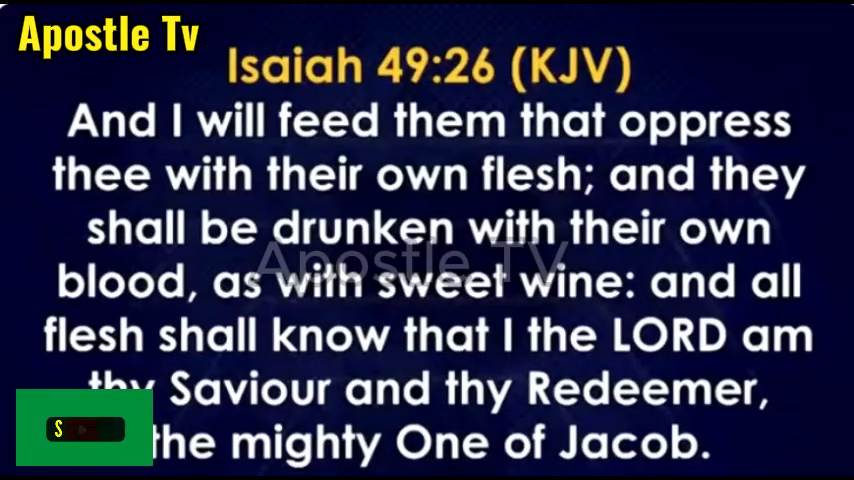 Apostle Tv
Isaiah 49:26 (KJV)
And I will feed them that oppress
thee with their own flesh; and they
shall be drunken with their own
Apostle TV
blood, as with sweet wine: and all
flesh shall know that I the LORD am
thy Saviour and thy Redeemer,
the mighty One of Jacob.
S